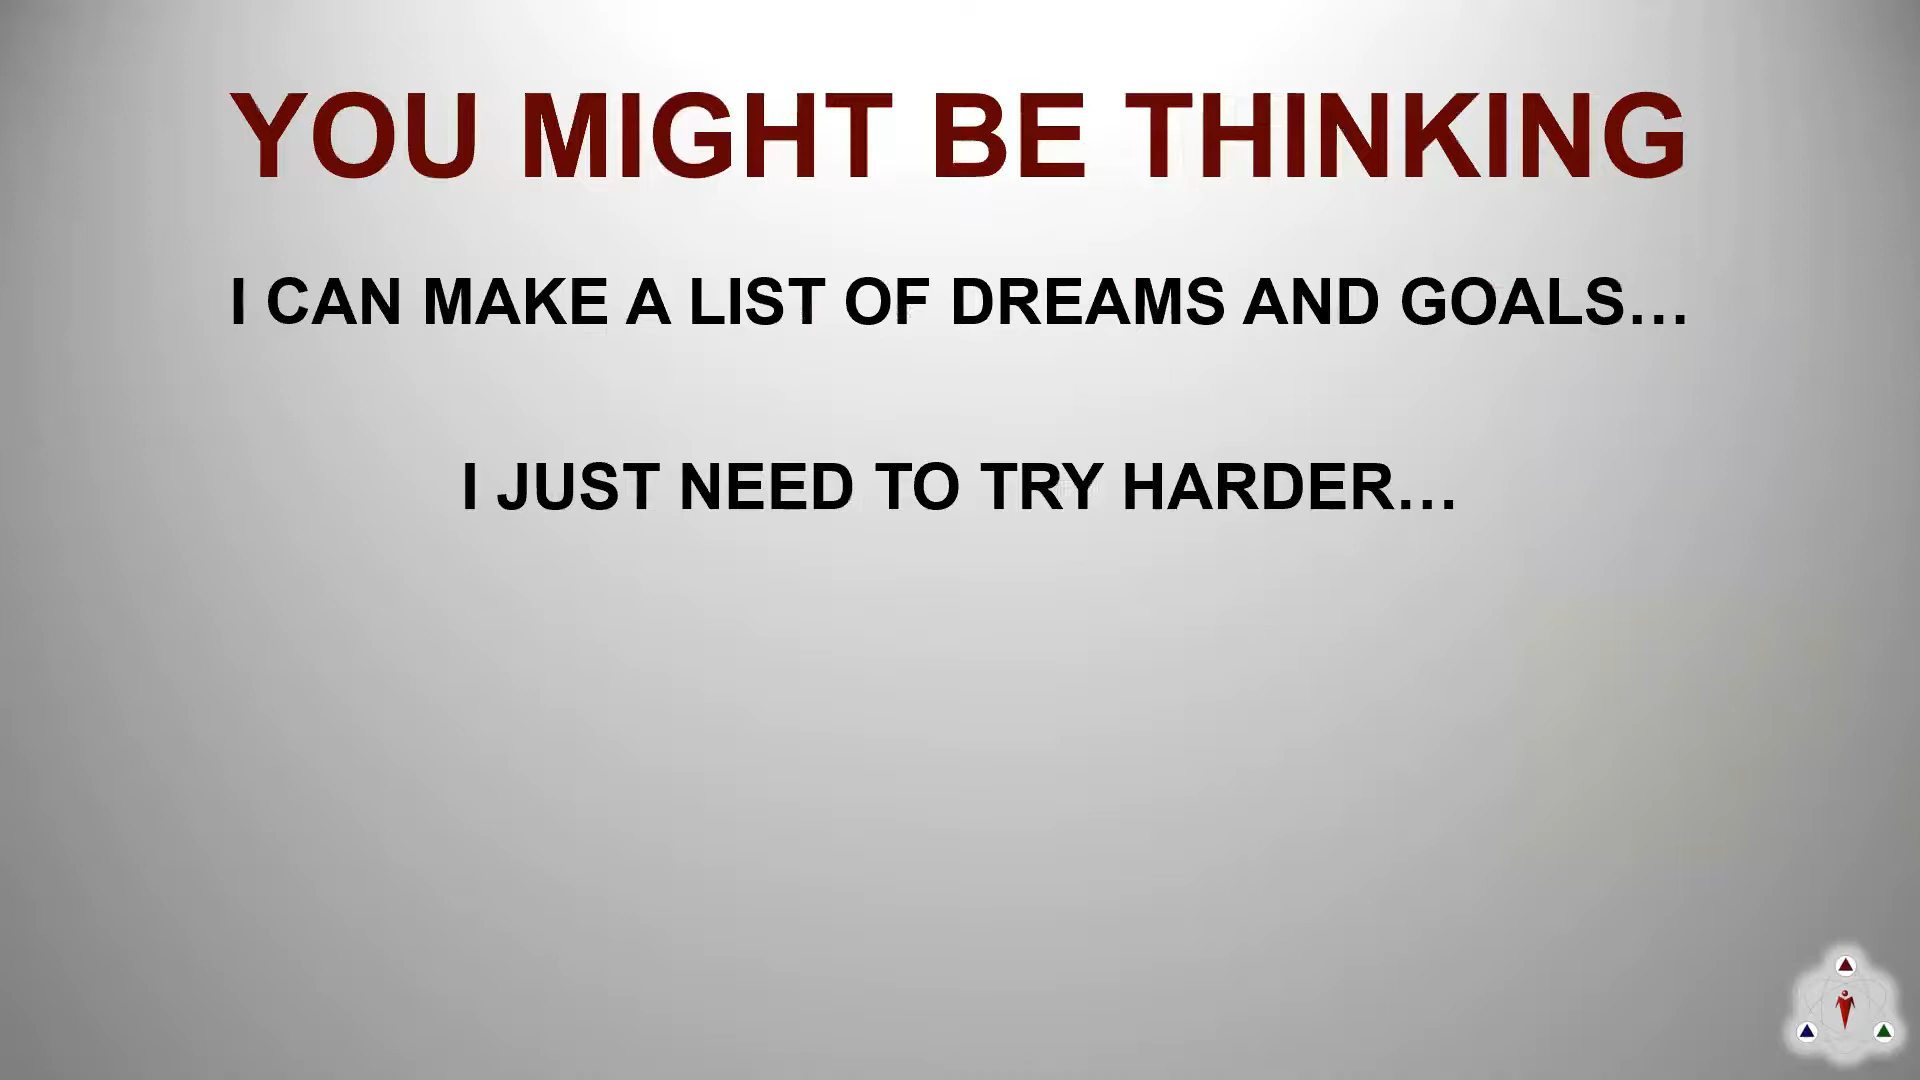 YOU MIGHT BE THINKING
I CAN MAKE A LIST OF DREAMS AND GOALS…
I JUST NEED TO TRY HARDER…